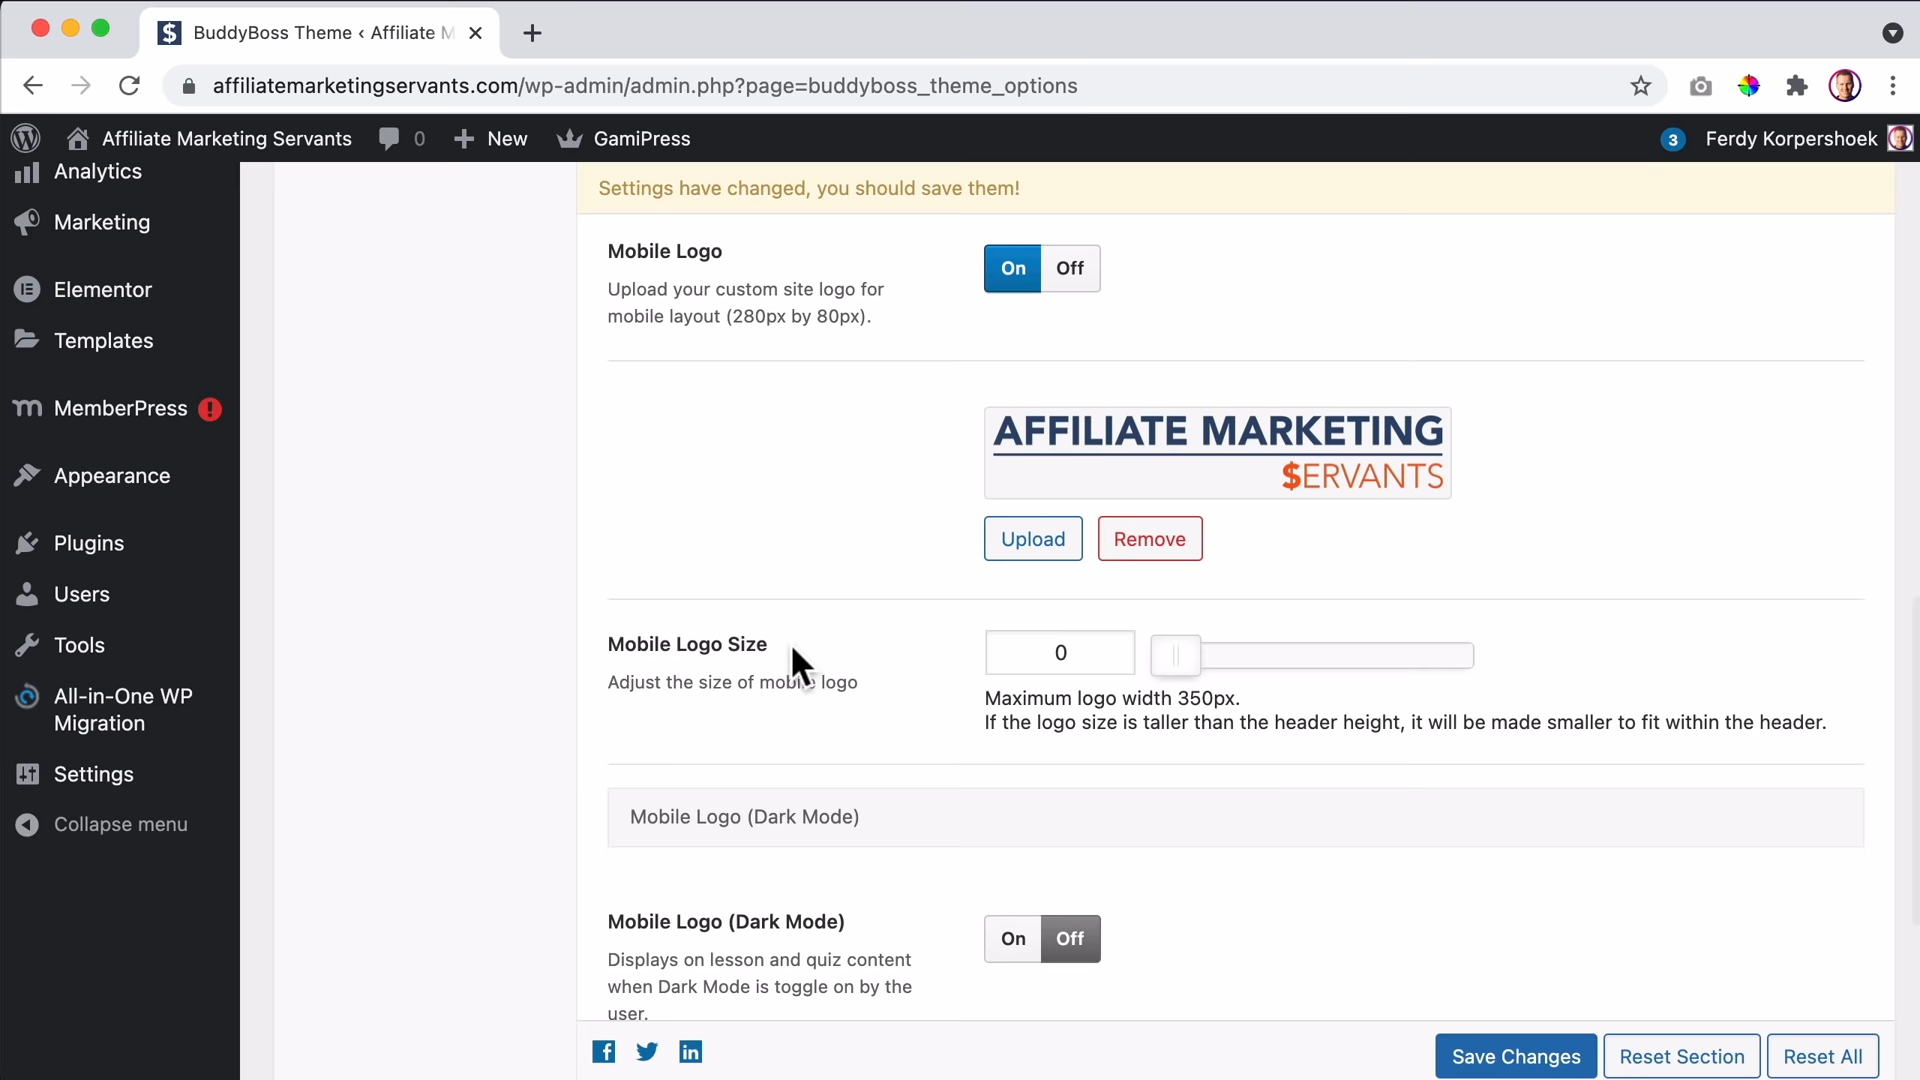 BuddyBoss Theme ‹ Affiliate M
affiliatemarketingservants.com/wp-admin/admin.php?page=buddyboss_theme_options
Affiliate Marketing Servants
0
New
GamiPress
3
Ferdy Korpershoek
Analytics
Marketing
Elementor
Templates
MemberPress
Appearance
Plugins
Users
Tools
All-in-One WP
Migration
Settings
Collapse menu
Settings have changed, you should save them!
Mobile Logo
Upload your custom site logo for
mobile layout (280px by 80px).
On Off
AFFILIATE MARKETING
$ERVANTS
Upload
Remove
Mobile Logo Size
Adjust the size of mobile logo
0
Maximum logo width 350px.
If the logo size is taller than the header height, it will be made smaller to fit within the header.
Mobile Logo (Dark Mode)
Mobile Logo (Dark Mode)
Displays on lesson and quiz content
when Dark Mode is toggle on by the
user.
On Off
Save Changes
Reset Section
Reset All